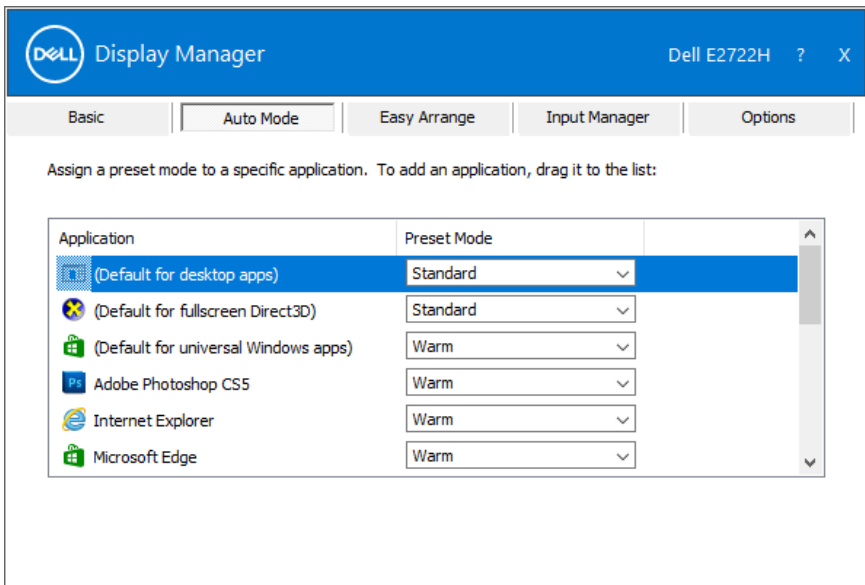 DELL Display Manager Dell E2722H ? X
Basic Auto Mode Easy Arrange Input Manager Options
Assign a preset mode to a specific application. To add an application, drag it to the list:
Application Preset Mode
(Default for desktop apps) Standard
(Default for fullscreen Direct3D) Standard
(Default for universal Windows apps) Warm
Ps Adobe Photoshop CS5 Warm
Internet Explorer Warm
Microsoft Edge Warm